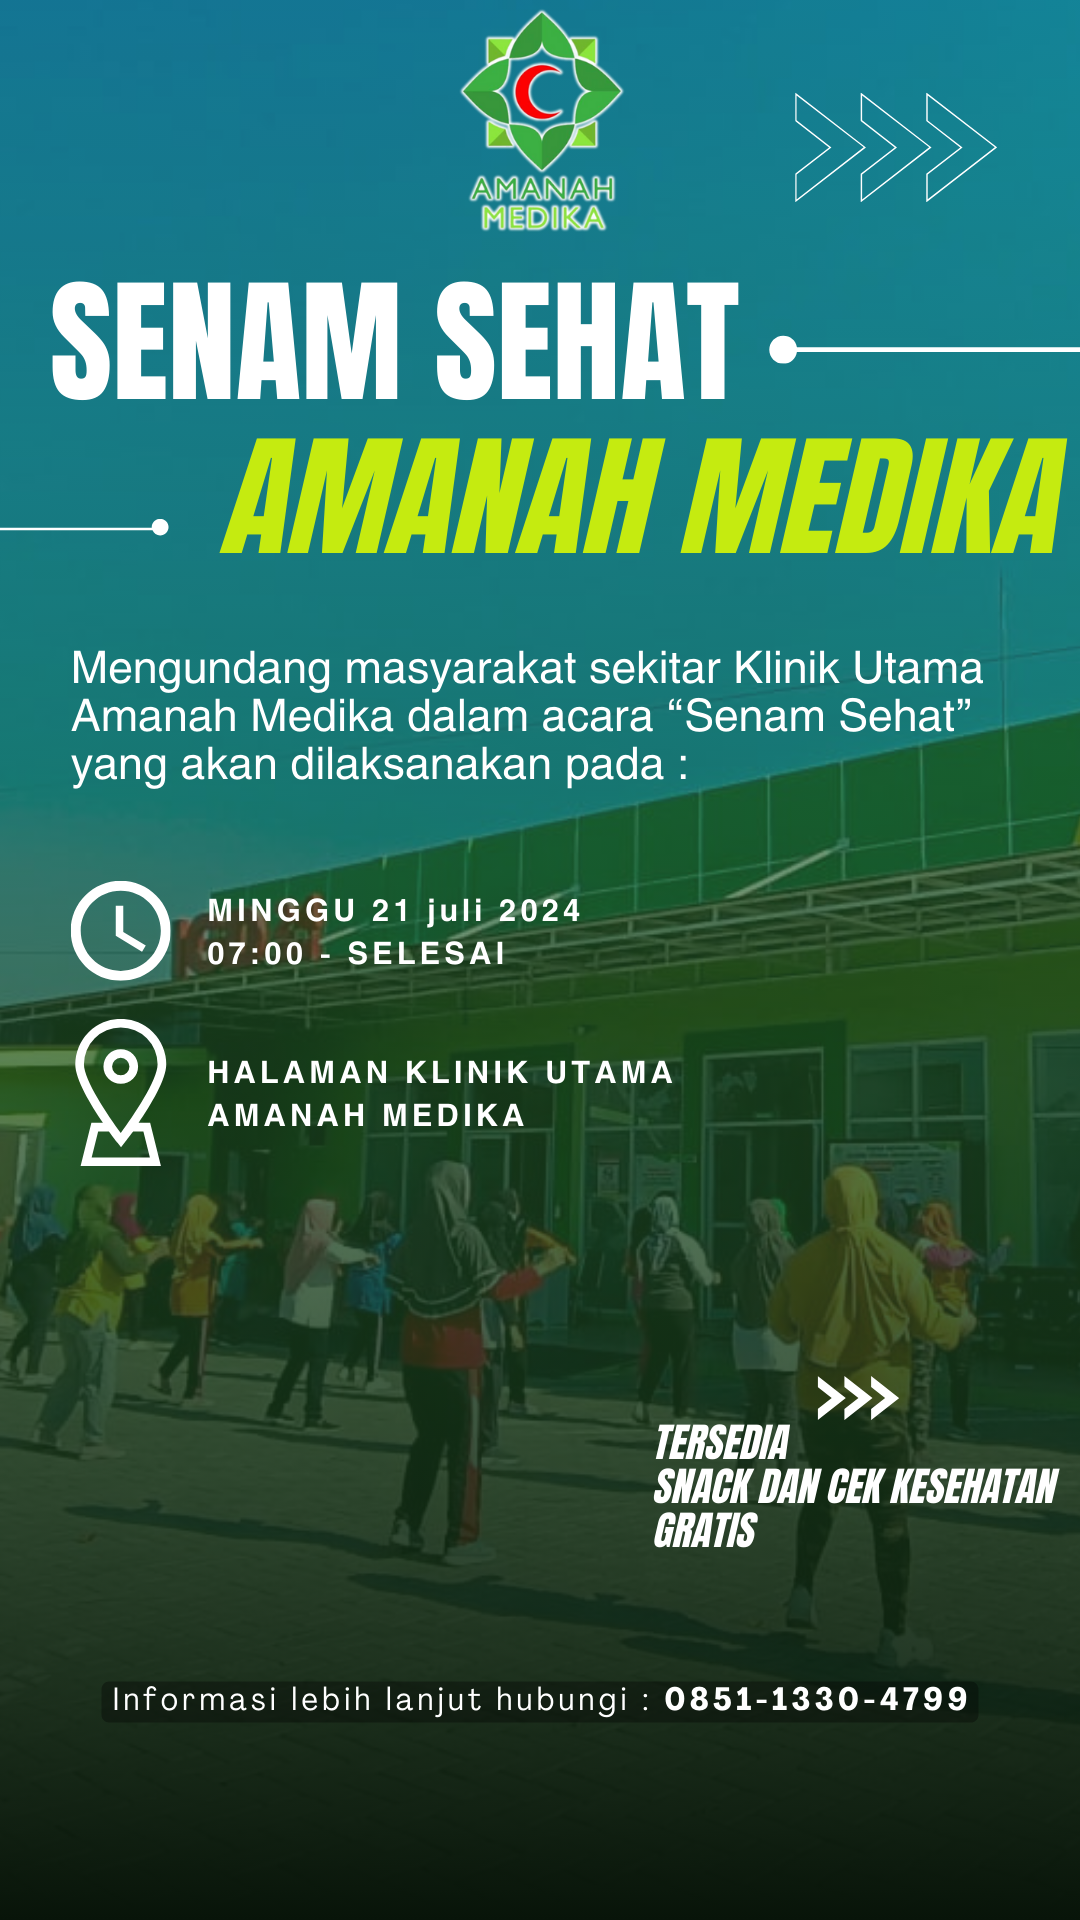 AMANAH
MEDIKA
SENAM SEHAT
AMANAH MEDIKA
Mengundang masyarakat sekitar Klinik Utama
Amanah Medika dalam acara “Senam Sehat”
yang akan dilaksanakan pada :
MINGGU 21 juli 2024
07:00 - SELESAI
HALAMAN KLINIK UTAMA
AMANAH MEDIKA
TERSEDIA
SNACK DAN CEK KESEHATAN
GRATIS
Informasi lebih lanjut hubungi : 0851-1330-4799